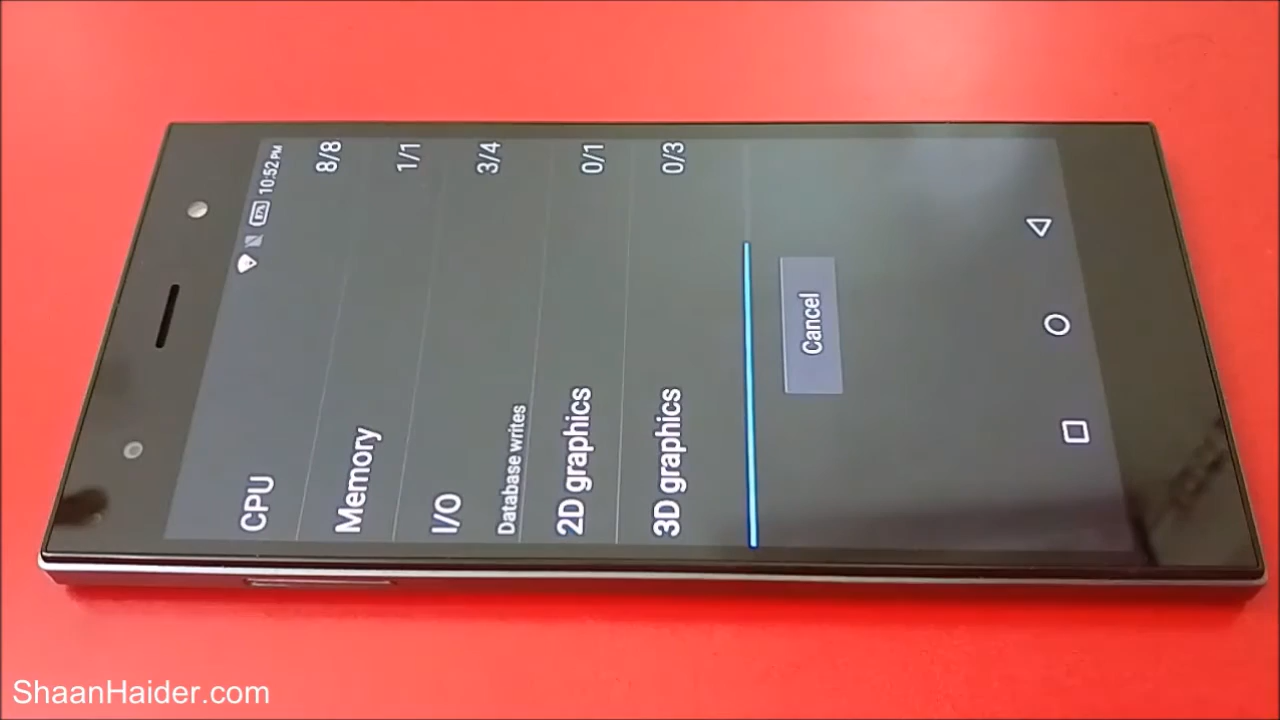 87% 10:52 PM
CPU 8/8
Memory 1/1
I/O 3/4
Database writes
2D graphics 0/1
3D graphics 0/3
Cancel
ShaanHaider.com